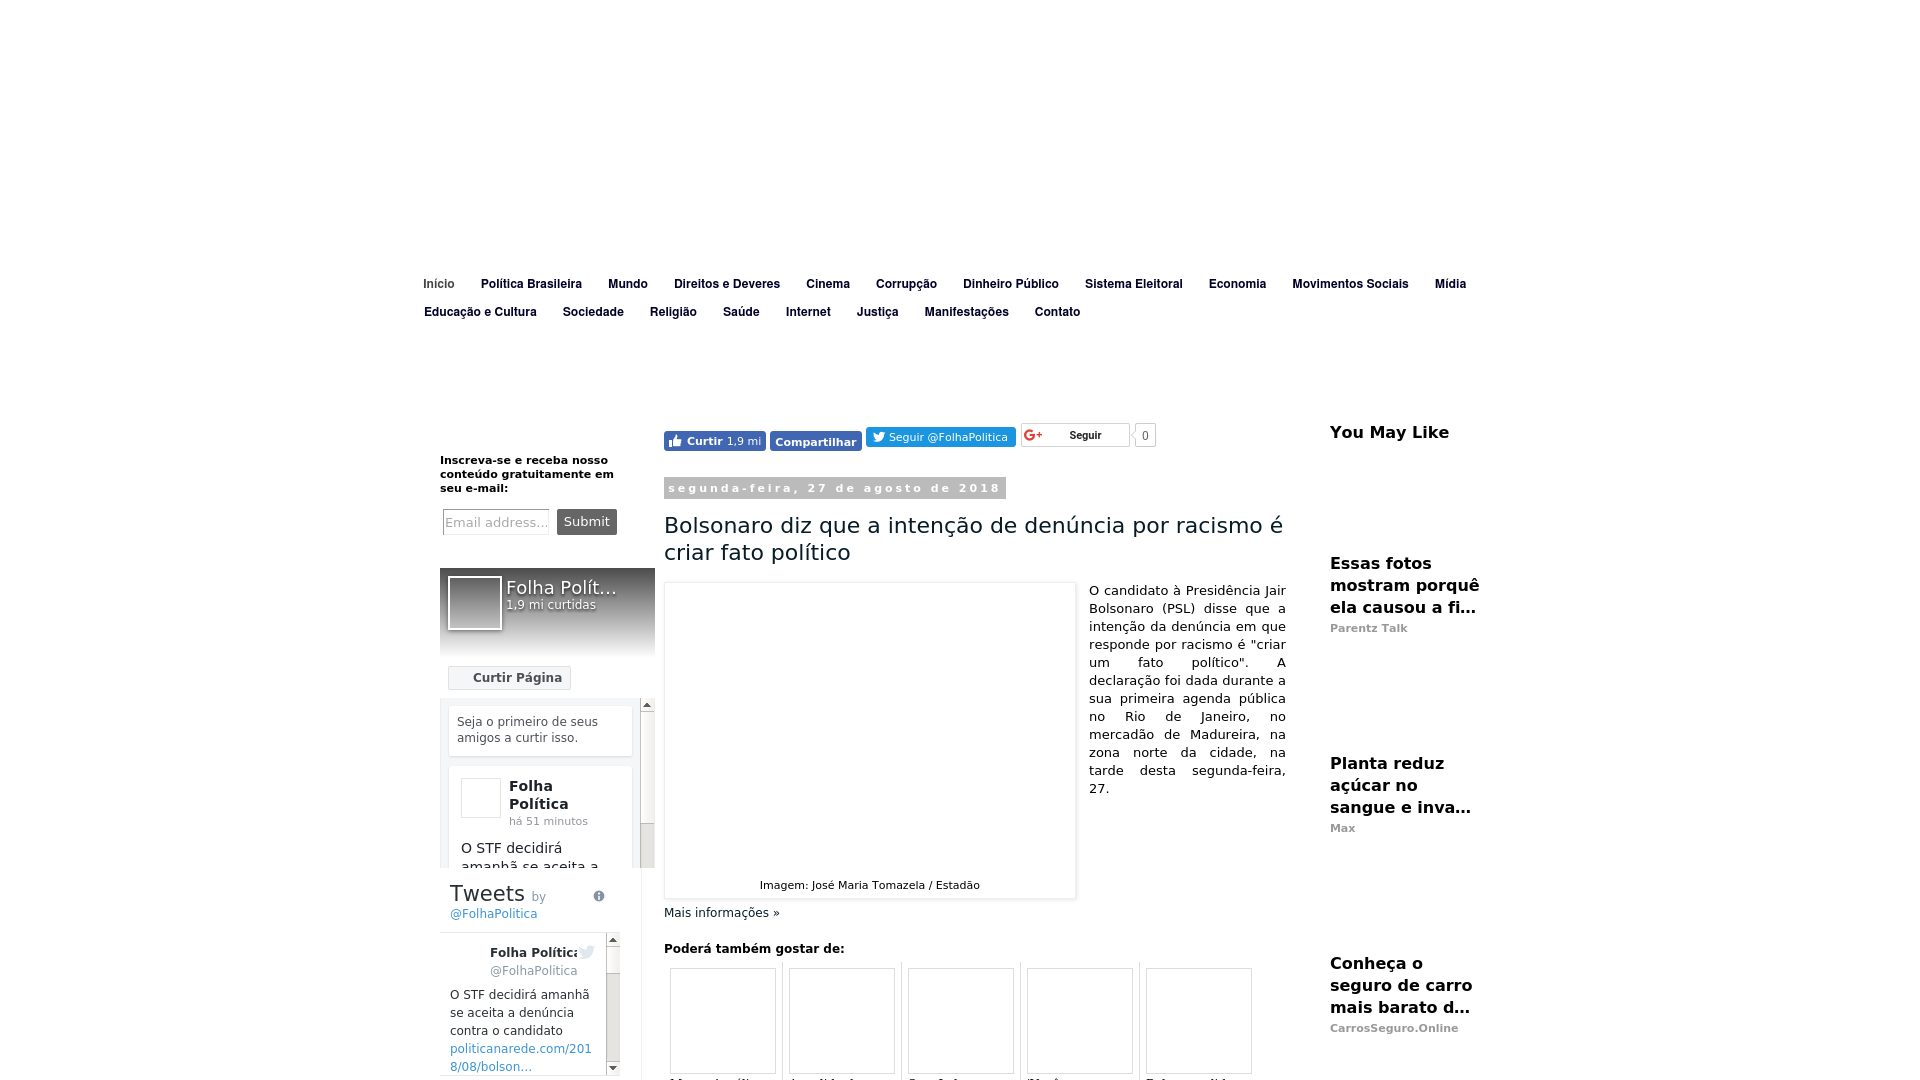 Início Política Brasileira Mundo Direitos e Deveres Cinema Corrupção Dinheiro Público Sistema Eleitoral Economia Movimentos Sociais Mídia
Educação e Cultura Sociedade Religião Saúde Internet Justiça Manifestações Contato
Inscreva-se e receba nosso
conteúdo gratuitamente em
seu e-mail:
Email address... Submit
Folha Polít...
1,9 mi curtidas
Curtir Página
Seja o primeiro de seus
amigos a curtir isso.
Folha
Política
há 51 minutos
O STF decidirá
amanhã se aceita a
Tweets by
@FolhaPolitica
Folha Política
@FolhaPolitica
O STF decidirá amanhã
se aceita a denúncia
contra o candidato
politicanarede.com/201
8/08/bolson...
Curtir 1,9 mi Compartilhar Seguir @FolhaPolitica Seguir 0
segunda-feira, 27 de agosto de 2018
Bolsonaro diz que a intenção de denúncia por racismo é
criar fato político
O candidato à Presidência Jair
Bolsonaro (PSL) disse que a
intenção da denúncia em que
responde por racismo é "criar
um fato político". A
declaração foi dada durante a
sua primeira agenda pública
no Rio de Janeiro, no
mercadão de Madureira, na
zona norte da cidade, na
tarde desta segunda-feira,
27.
Imagem: José Maria Tomazela / Estadão
Mais informações »
Poderá também gostar de:
You May Like
Essas fotos
mostram porquê
ela causou a fi...
Parentz Talk
Planta reduz
açúcar no
sangue e inva...
Max
Conheça o
seguro de carro
mais barato d...
CarrosSeguro.Online